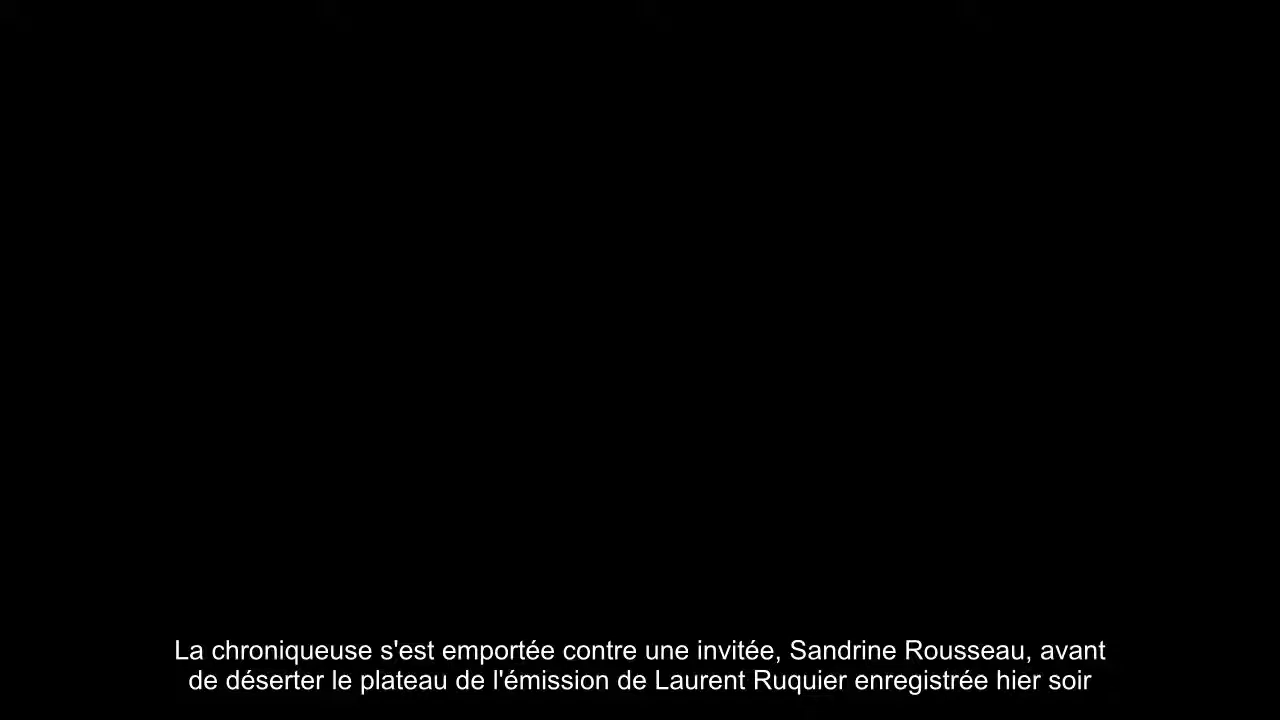 La chroniqueuse s'est emportée contre une invitée, Sandrine Rousseau, avant
de déserter le plateau de l'émission de Laurent Ruquier enregistrée hier soir